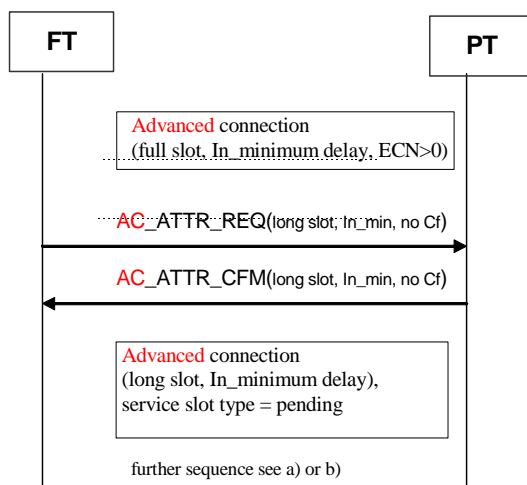 FT
PT
Advanced connection
(full slot, In_minimum delay, ECN>0)
AC_ATTR_REQ(long slot, In_min, no Cf)
AC_ATTR_CFM(long slot, In_min, no Cf)
Advanced connection
(long slot, In_minimum delay),
service slot type = pending
further sequence see a) or b)